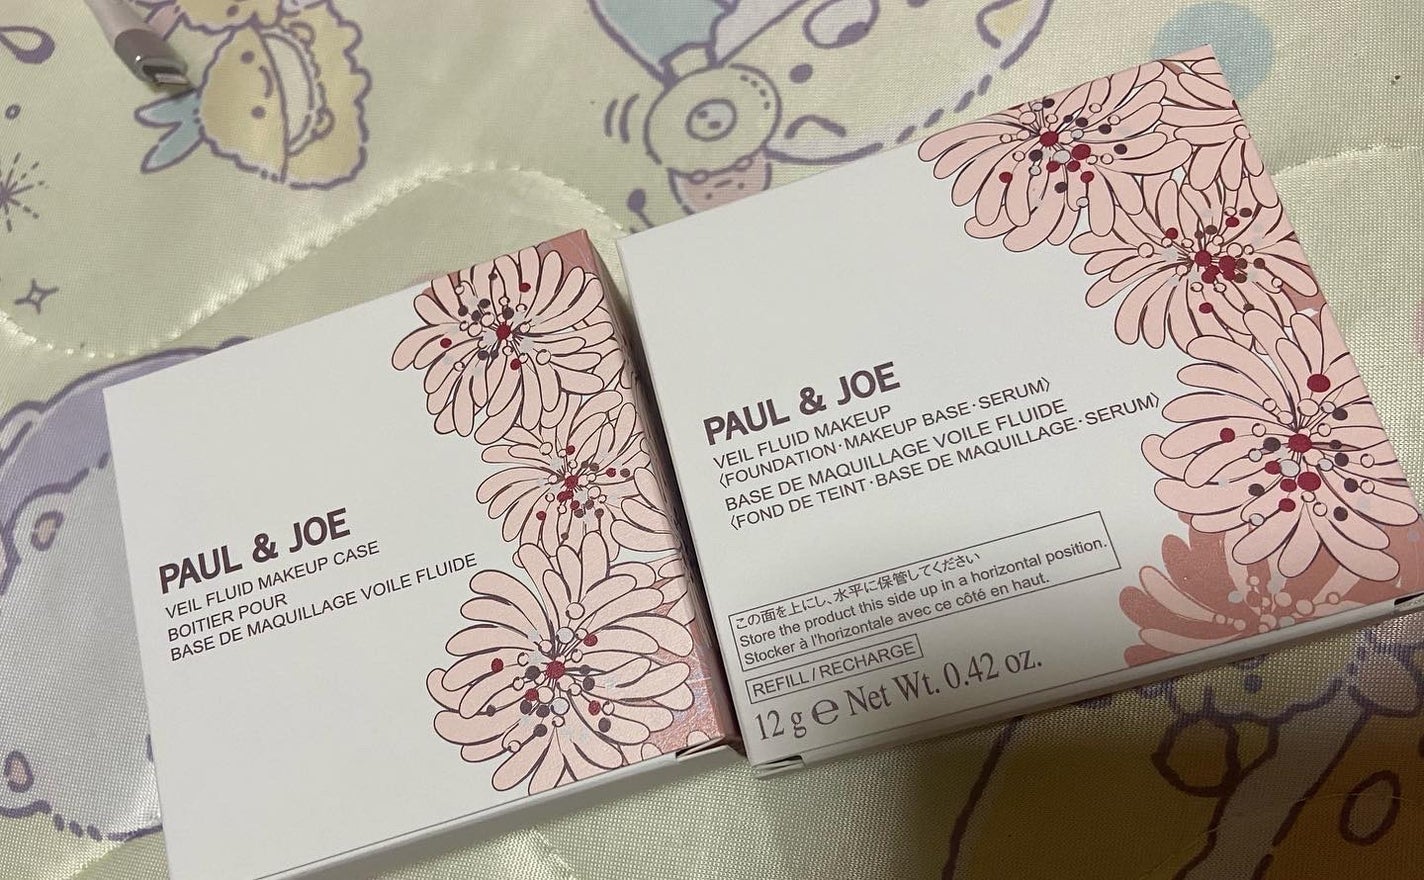 PAUL & JOE
VEIL FLUID MAKEUP CASE
BOITIER POUR
BASE DE MAQUILLAGE VOILE FLUIDE
PAUL & JOE
VEIL FLUID MAKEUP
〈FOUNDATION·MAKEUP BASE·SERUM〉
BASE DE MAQUILLAGE VOILE FLUIDE
〈FOND DE TEINT·BASE DE MAQUILLAGE·SERUM〉
この面を上にし、水平に保管してください
Store the product this side up in a horizontal position.
Stocker à l'horizontale avec ce côté en haut.
REFILL / RECHARGE
12 g ℮ Net Wt. 0.42 oz.